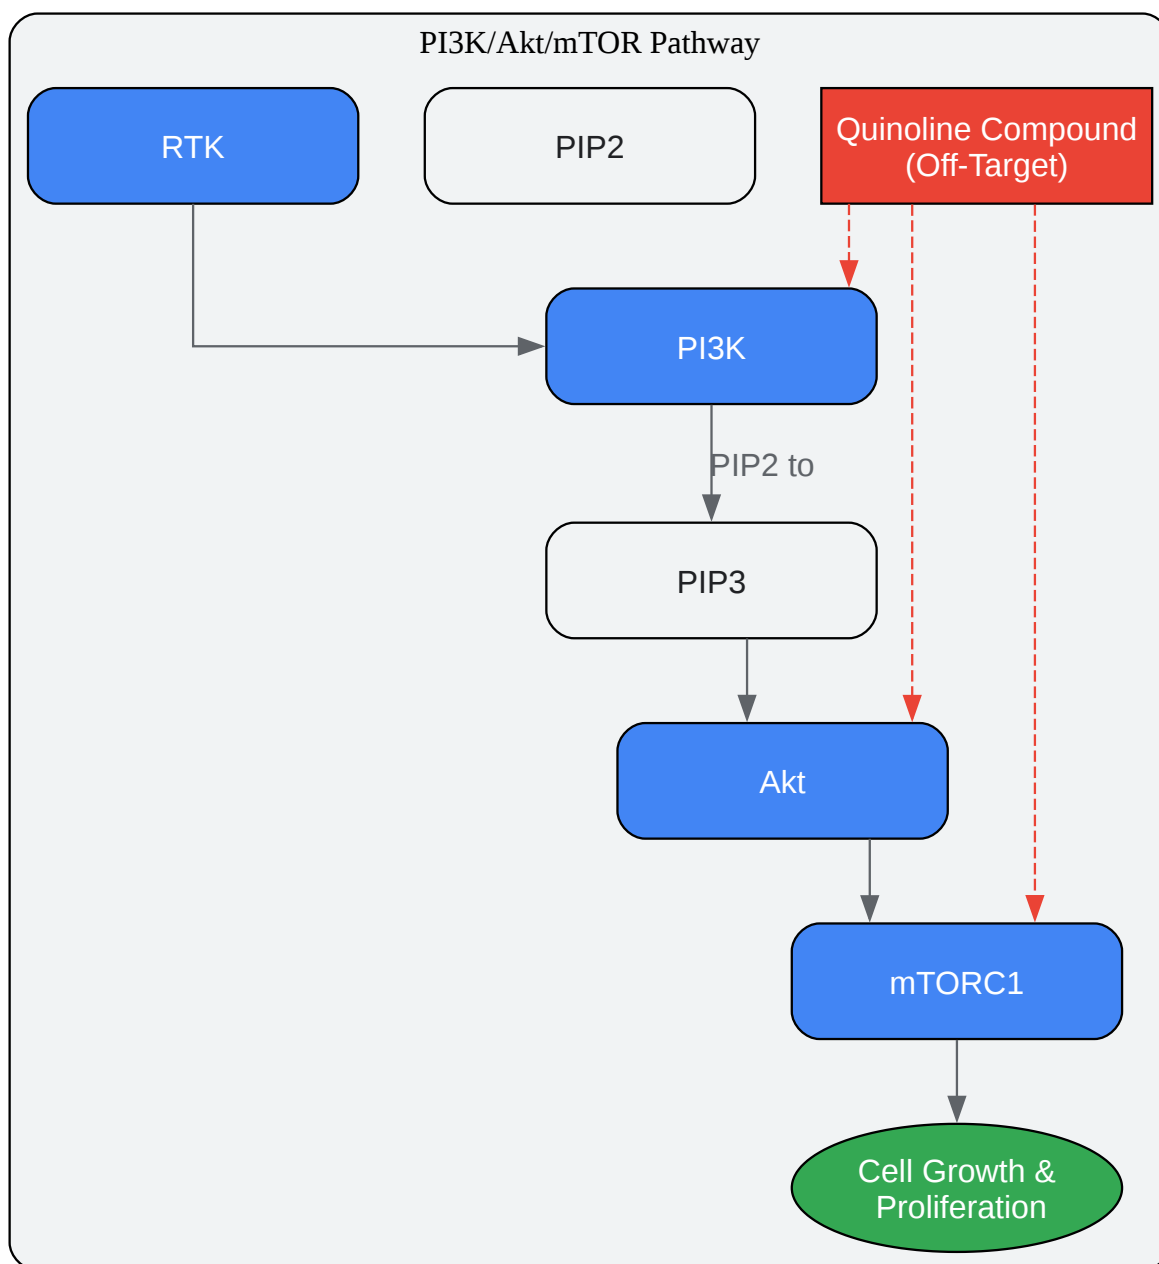 PI3K/Akt/mTOR Pathway
RTK
PIP2
Quinoline Compound
(Off-Target)
PI3K
PIP2 to
PIP3
Akt
mTORC1
Cell Growth &
Proliferation